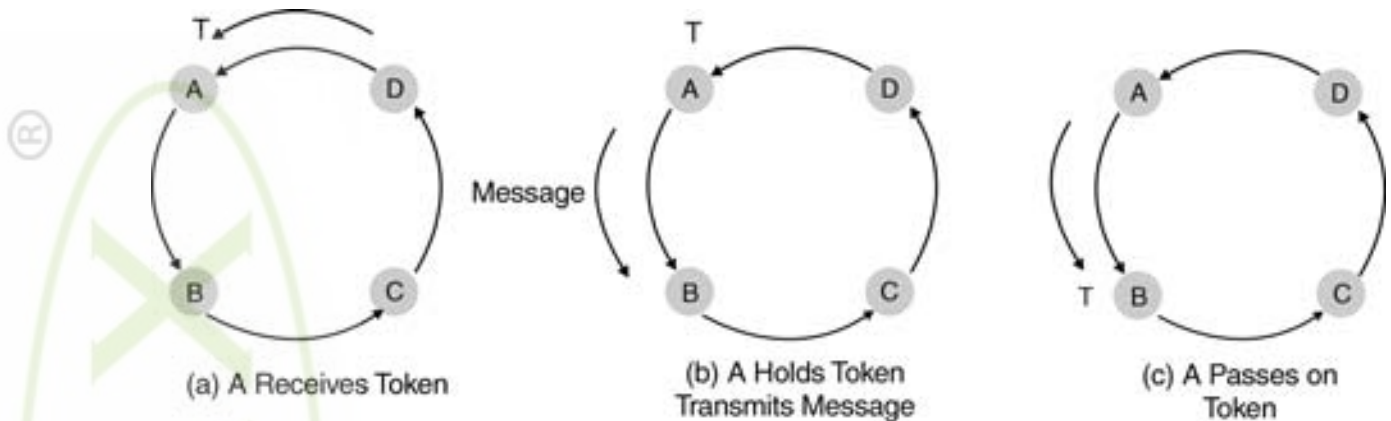 T
A
D
B
C
(a) A Receives Token
T
A
D
Message
B
C
(b) A Holds Token
Transmits Message
A
D
T
B
C
(c) A Passes on
Token
®
X